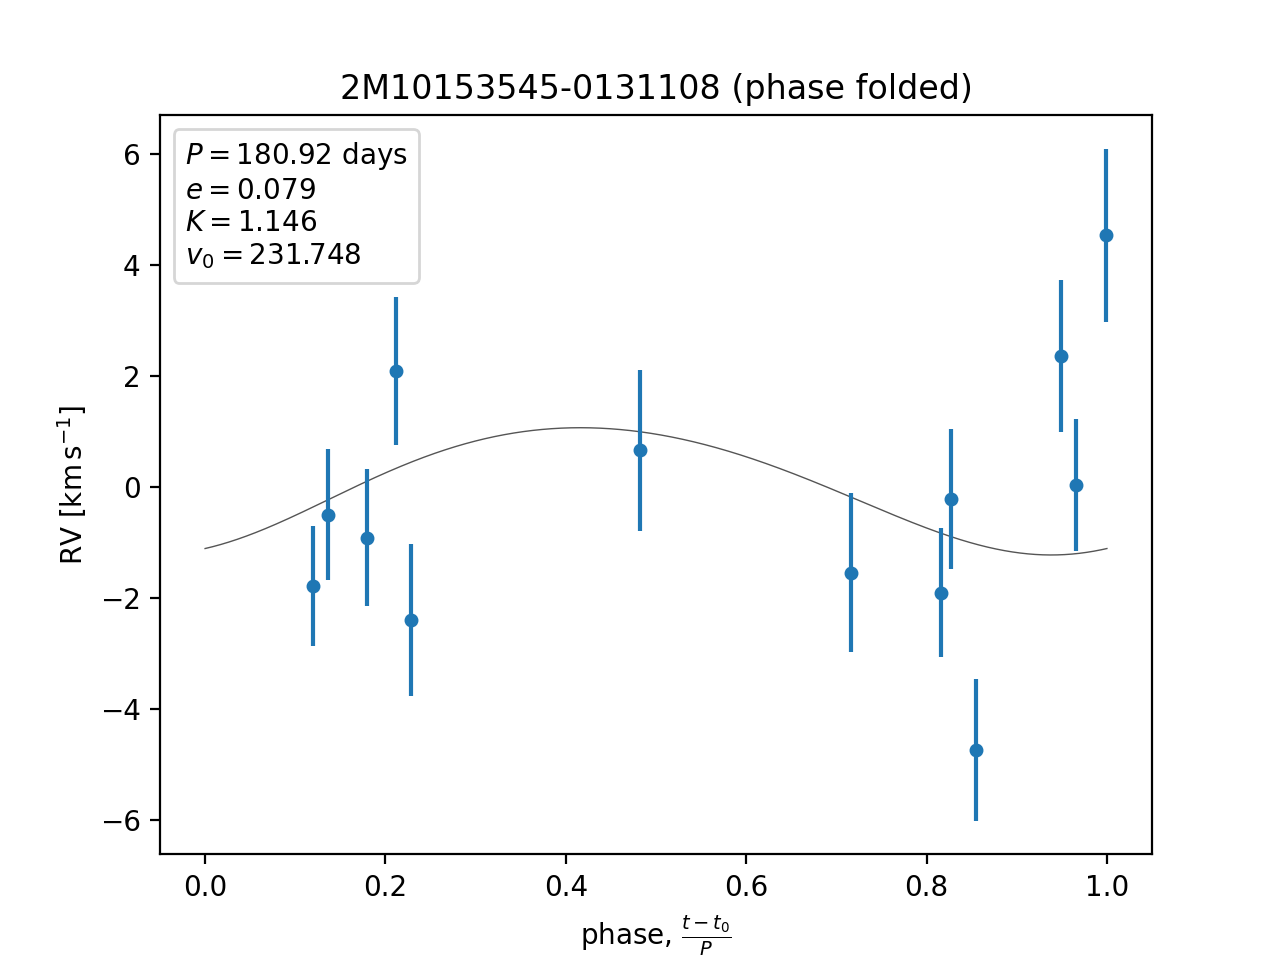 2M10153545-0131108 (phase folded)
P = 180.92 days
e = 0.079
K = 1.146
v₀ = 231.748
6
4
2
0
−2
−4
−6
RV [km s⁻¹]
0.0 0.2 0.4 0.6 0.8 1.0
phase, (t − t₀)/P